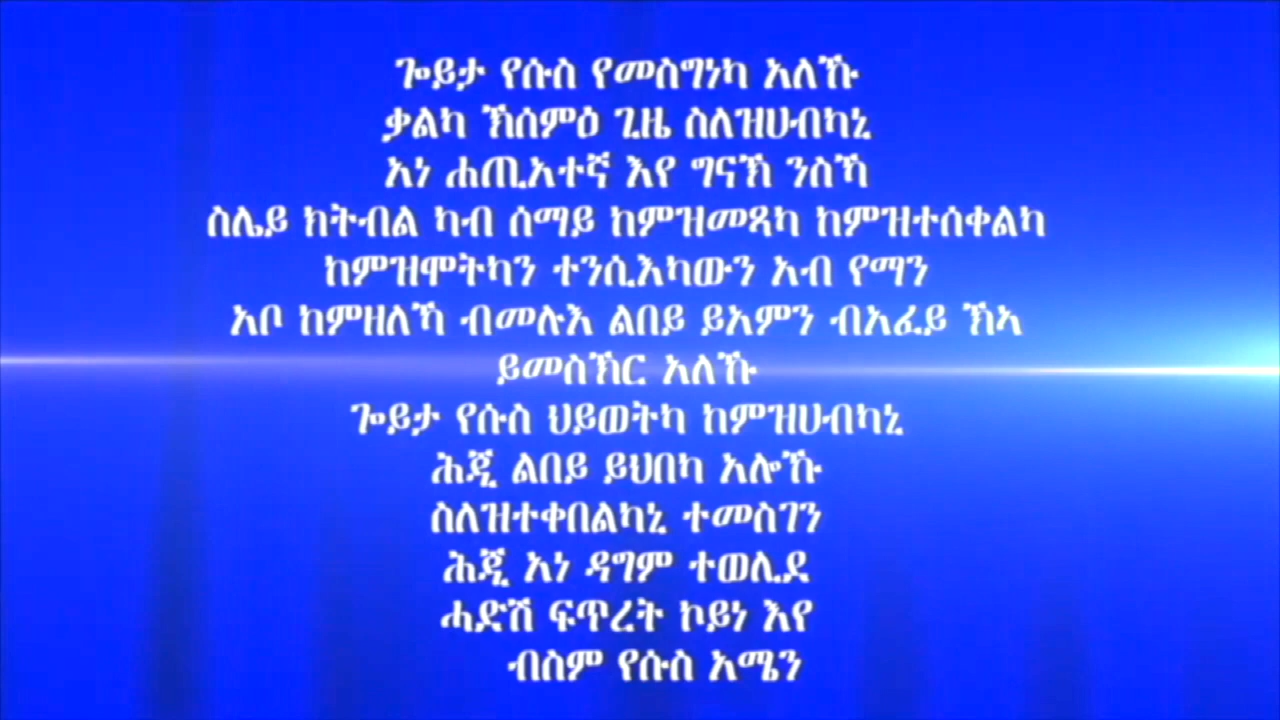 ጐይታ የሱስ የመስግነካ አለኹ
ቃልካ ኽሰምዕ ጊዜ ስለዝሀብካኒ
አነ ሐጢአተኛ እየ ግናኽ ንስኻ
ስሌይ ክትብል ካብ ሰማይ ከምዝመጻካ ከምዝተሰቀልካ
ከምዝሞትካን ተንሲእካውን አብ የማን
አቦ ከምዘለኻ ብመሉእ ልበይ ይአምን ብአፈይ ኽኣ
ይመስኽር አለኹ
ጐይታ የሱስ ህይወትካ ከምዝሀብካኒ
ሕጂ ልበይ ይህበካ አሎኹ
ስለዝተቀበልካኒ ተመስገን
ሕጂ አነ ዳግም ተወሊደ
ሓድሽ ፍጥረት ኮይነ እየ
ብስም የሱስ አሜን